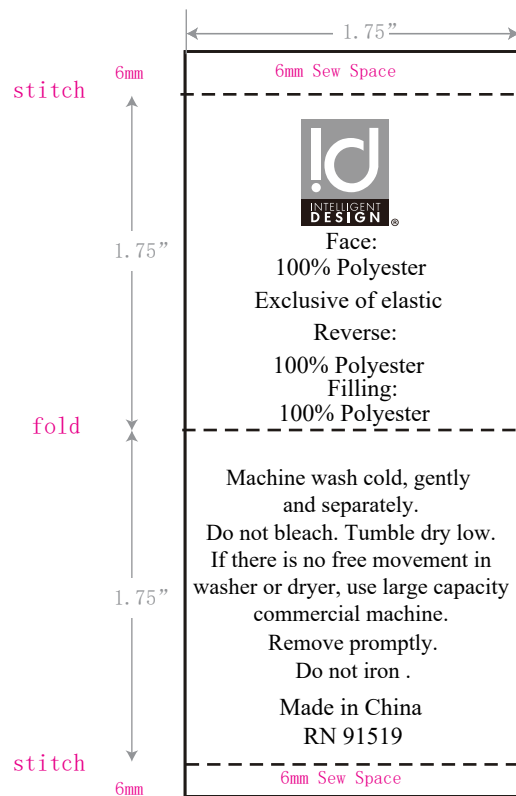 1.75”
6mm
6mm Sew Space
stitch
id
INTELLIGENT
DESIGN®
Face:
100% Polyester
1.75”
Exclusive of elastic
Reverse:
100% Polyester
Filling:
100% Polyester
fold
Machine wash cold, gently
and separately.
Do not bleach. Tumble dry low.
If there is no free movement in
washer or dryer, use large capacity
1.75”
commercial machine.
Remove promptly.
Do not iron .
Made in China
RN 91519
stitch
6mm Sew Space
6mm